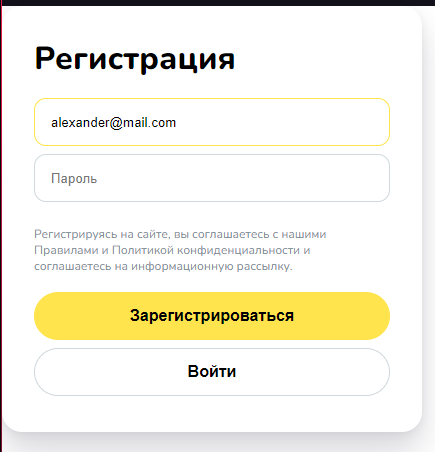 Регистрация
alexander@mail.com
Пароль
Регистрируясь на сайте, вы соглашаетесь с нашими
Правилами и Политикой конфиденциальности и
соглашаетесь на информационную рассылку.
Зарегистрироваться
Войти